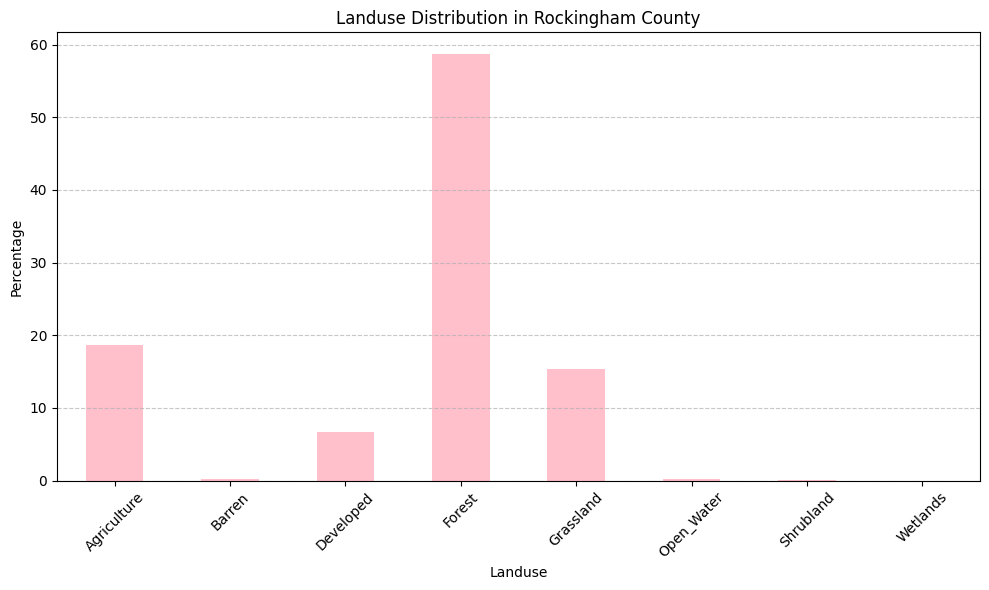 Landuse Distribution in Rockingham County
Percentage
60
50
40
30
20
10
0
Agriculture
Barren
Developed
Forest
Grassland
Open_Water
Shrubland
Wetlands
Landuse